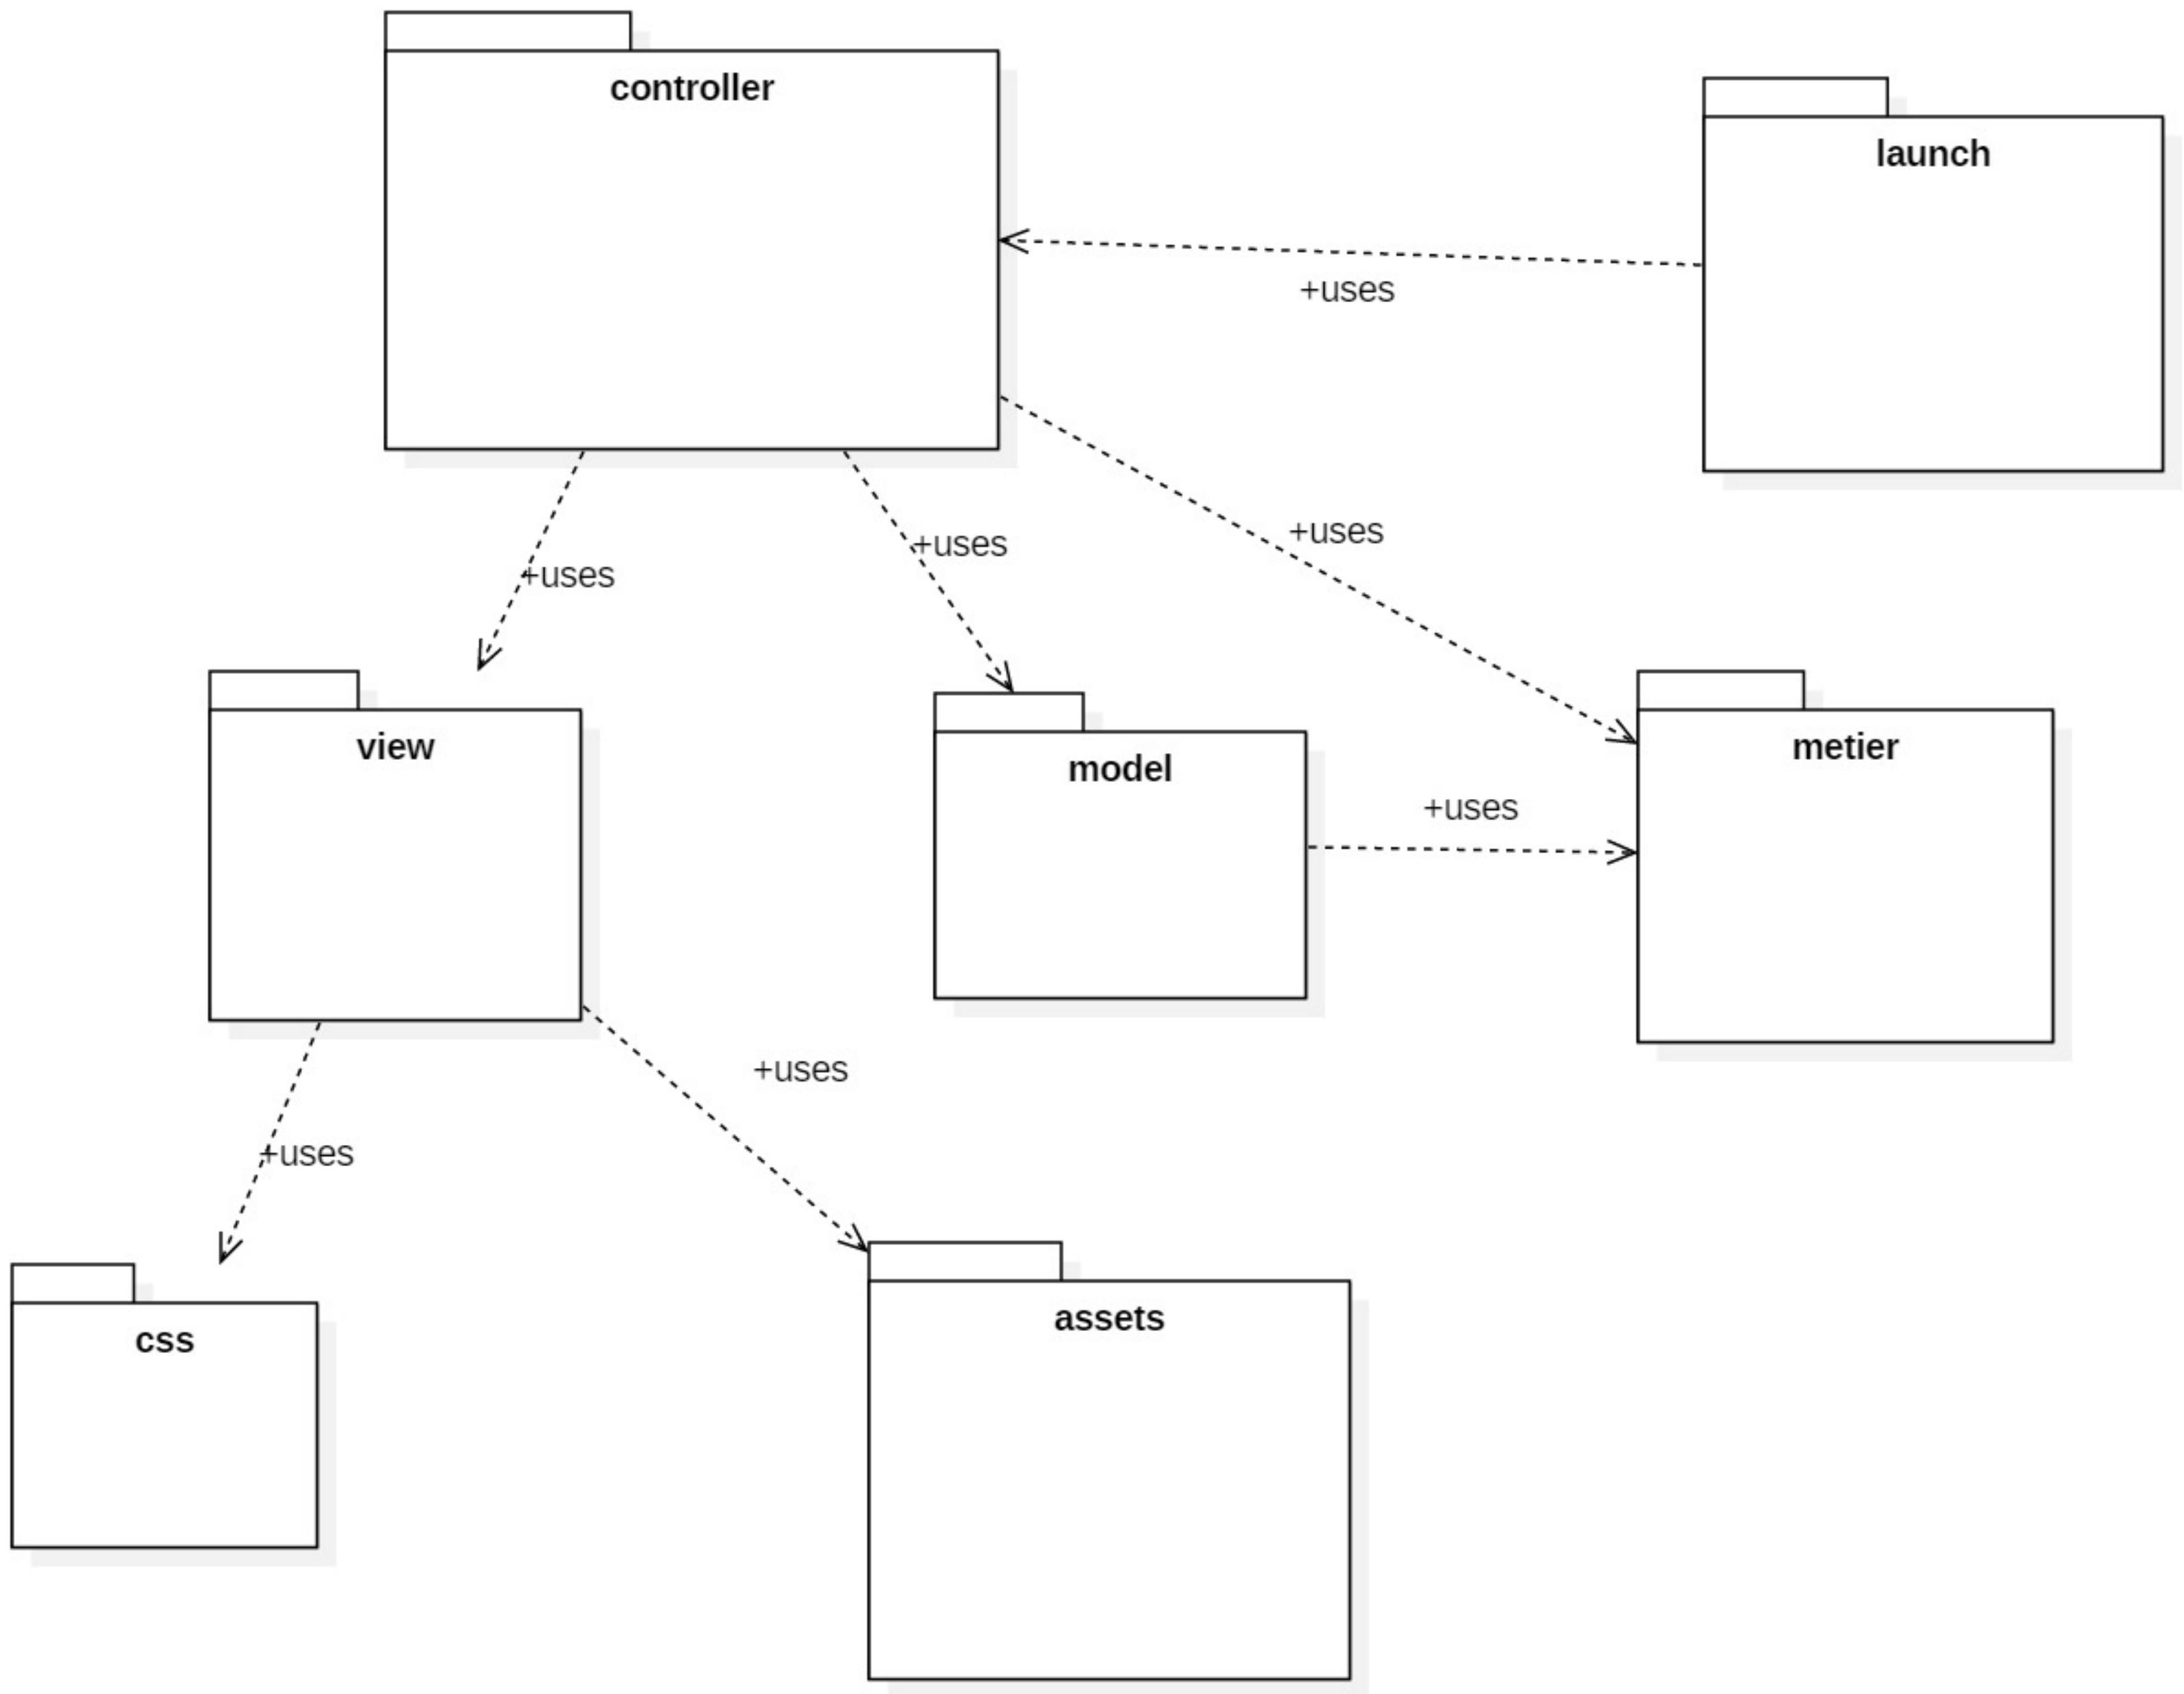 controller
launch
+uses
+uses
+uses
+uses
view
model
metier
+uses
+uses
+uses
css
assets